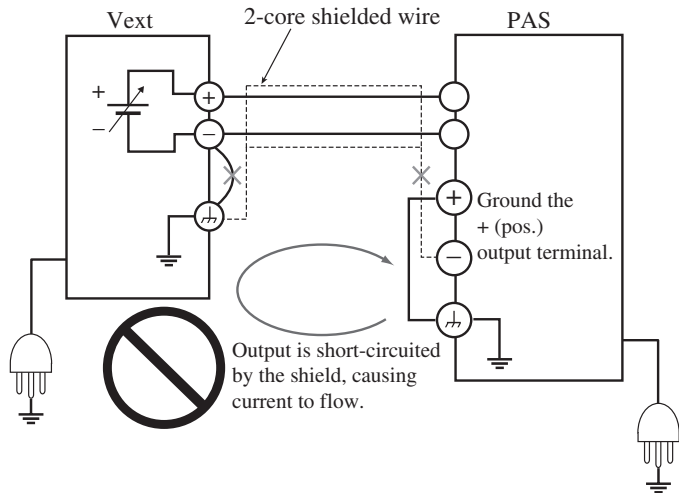 Vext
2-core shielded wire
PAS
+
−
+
−
+
−
Ground the
+ (pos.)
output terminal.
Output is short-circuited
by the shield, causing
current to flow.